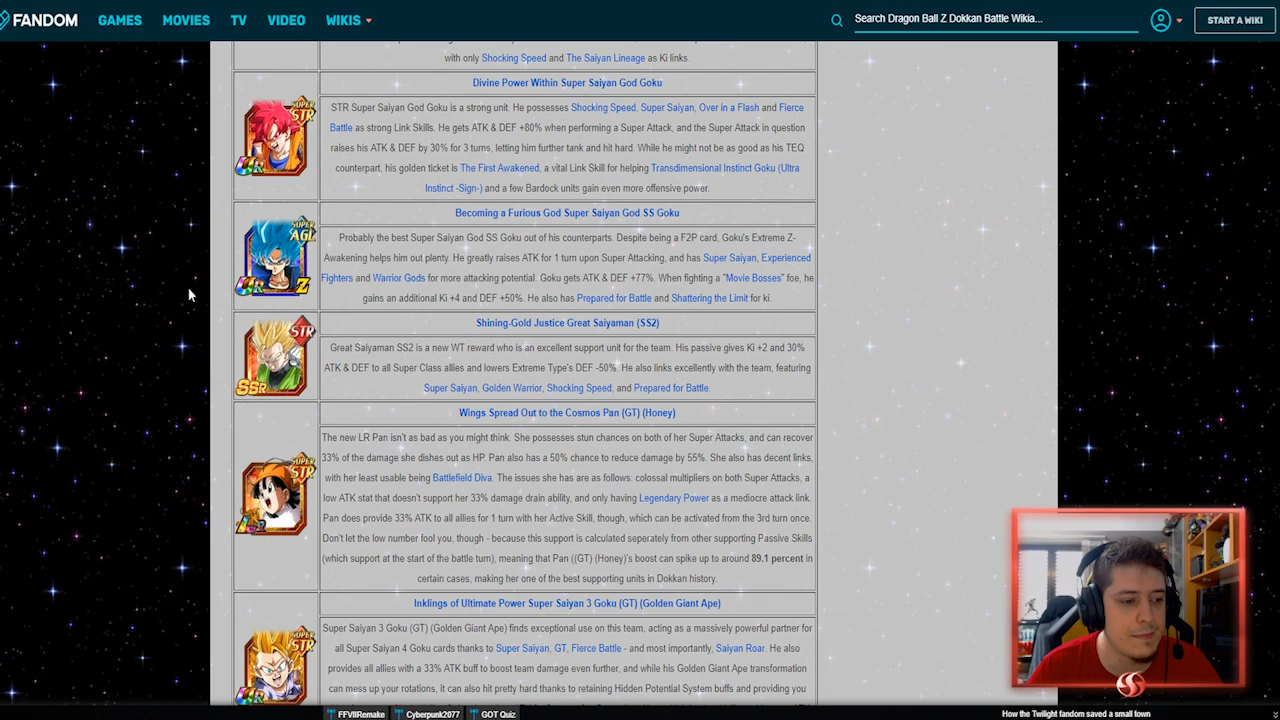 FANDOM GAMES MOVIES TV VIDEO WIKIS Search Dragon Ball Z Dokkan Battle Wikia... START A WIKI
with only Shocking Speed and The Saiyan Lineage as Ki links.
Divine Power Within Super Saiyan God Goku
STR Super Saiyan God Goku is a strong unit. He possesses Shocking Speed, Super Saiyan, Over in a Flash and Fierce
Battle as strong Link Skills. He gets ATK & DEF +80% when performing a Super Attack, and the Super Attack in question
raises his ATK & DEF by 30% for 3 turns, letting him further tank and hit hard. While he might not be as good as his TEQ
counterpart, his golden ticket is The First Awakened, a vital Link Skill for helping Transdimensional Instinct Goku (Ultra
Instinct -Sign-) and a few Bardock units gain even more offensive power.
SUPER STR
UR
Becoming a Furious God Super Saiyan God SS Goku
Probably the best Super Saiyan God SS Goku out of his counterparts. Despite being a F2P card, Goku's Extreme Z-
Awakening helps him out plenty. He greatly raises ATK for 1 turn upon Super Attacking, and has Super Saiyan, Experienced
Fighters and Warrior Gods for more attacking potential. Goku gets ATK & DEF +77%. When fighting a "Movie Bosses" foe, he
gains an additional Ki +4 and DEF +50%. He also has Prepared for Battle and Shattering the Limit for ki.
SUPER AGL
UR Z
Shining-Gold Justice Great Saiyaman (SS2)
Great Saiyaman SS2 is a new WT reward who is an excellent support unit for the team. His passive gives Ki +2 and 30%
ATK & DEF to all Super Class allies and lowers Extreme Type's DEF -50%. He also links excellently with the team, featuring
Super Saiyan, Golden Warrior, Shocking Speed, and Prepared for Battle.
STR
SSR
Wings Spread Out to the Cosmos Pan (GT) (Honey)
The new LR Pan isn't as bad as you might think. She possesses stun chances on both of her Super Attacks, and can recover
33% of the damage she dishes out as HP. Pan also has a 50% chance to reduce damage by 55%. She also has decent links,
with her least usable being Battlefield Diva. The issues she has are as follows: colossal multipliers on both Super Attacks, a
low ATK stat that doesn't support her 33% damage drain ability, and only having Legendary Power as a mediocre attack link.
Pan does provide 33% ATK to all allies for 1 turn with her Active Skill, though, which can be activated from the 3rd turn once.
Don't let the low number fool you, though - because this support is calculated seperately from other supporting Passive Skills
(which support at the start of the battle turn), meaning that Pan ((GT) (Honey)'s boost can spike up to around 89.1 percent in
certain cases, making her one of the best supporting units in Dokkan history.
SUPER STR
LR
Inklings of Ultimate Power Super Saiyan 3 Goku (GT) (Golden Giant Ape)
Super Saiyan 3 Goku (GT) (Golden Giant Ape) finds exceptional use on this team, acting as a massively powerful partner for
all Super Saiyan 4 Goku cards thanks to Super Saiyan, GT, Fierce Battle - and most importantly, Saiyan Roar. He also
provides all allies with a 33% ATK buff to boost team damage even further, and while his Golden Giant Ape transformation
can mess up your rotations, it can also hit pretty hard thanks to retaining Hidden Potential System buffs and providing you
SUPER STR
UR
FFVIIRemake Cyberpunk2077 GOT Quiz How the Twilight fandom saved a small town